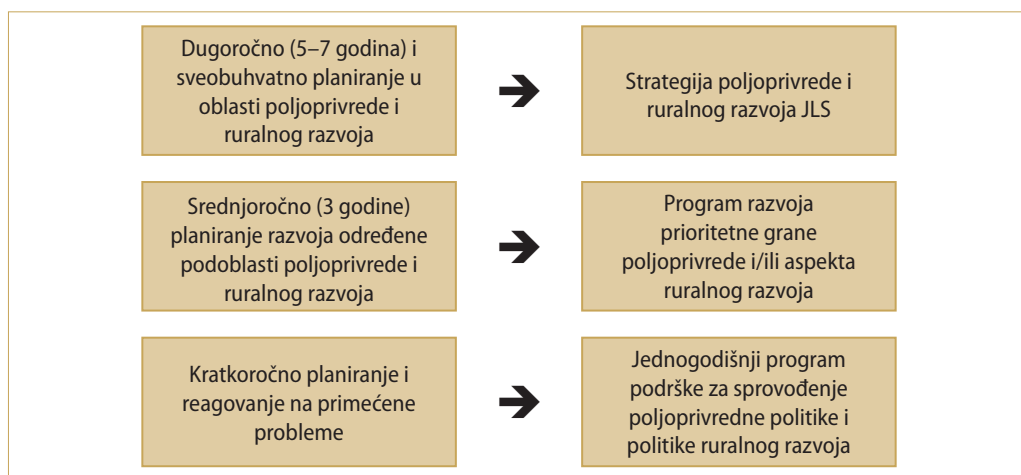 Dugoročno (5–7 godina) i
sveobuhvatno planiranje u
oblasti poljoprivrede i
ruralnog razvoja
Strategija poljoprivrede i
ruralnog razvoja JLS
Srednjoročno (3 godine)
planiranje razvoja određene
podoblasti poljoprivrede i
ruralnog razvoja
Program razvoja
prioritetne grane
poljoprivrede i/ili aspekta
ruralnog razvoja
Kratkoročno planiranje i
reagovanje na primećene
probleme
Jednogodišnji program
podrške za sprovođenje
poljoprivredne politike i
politike ruralnog razvoja